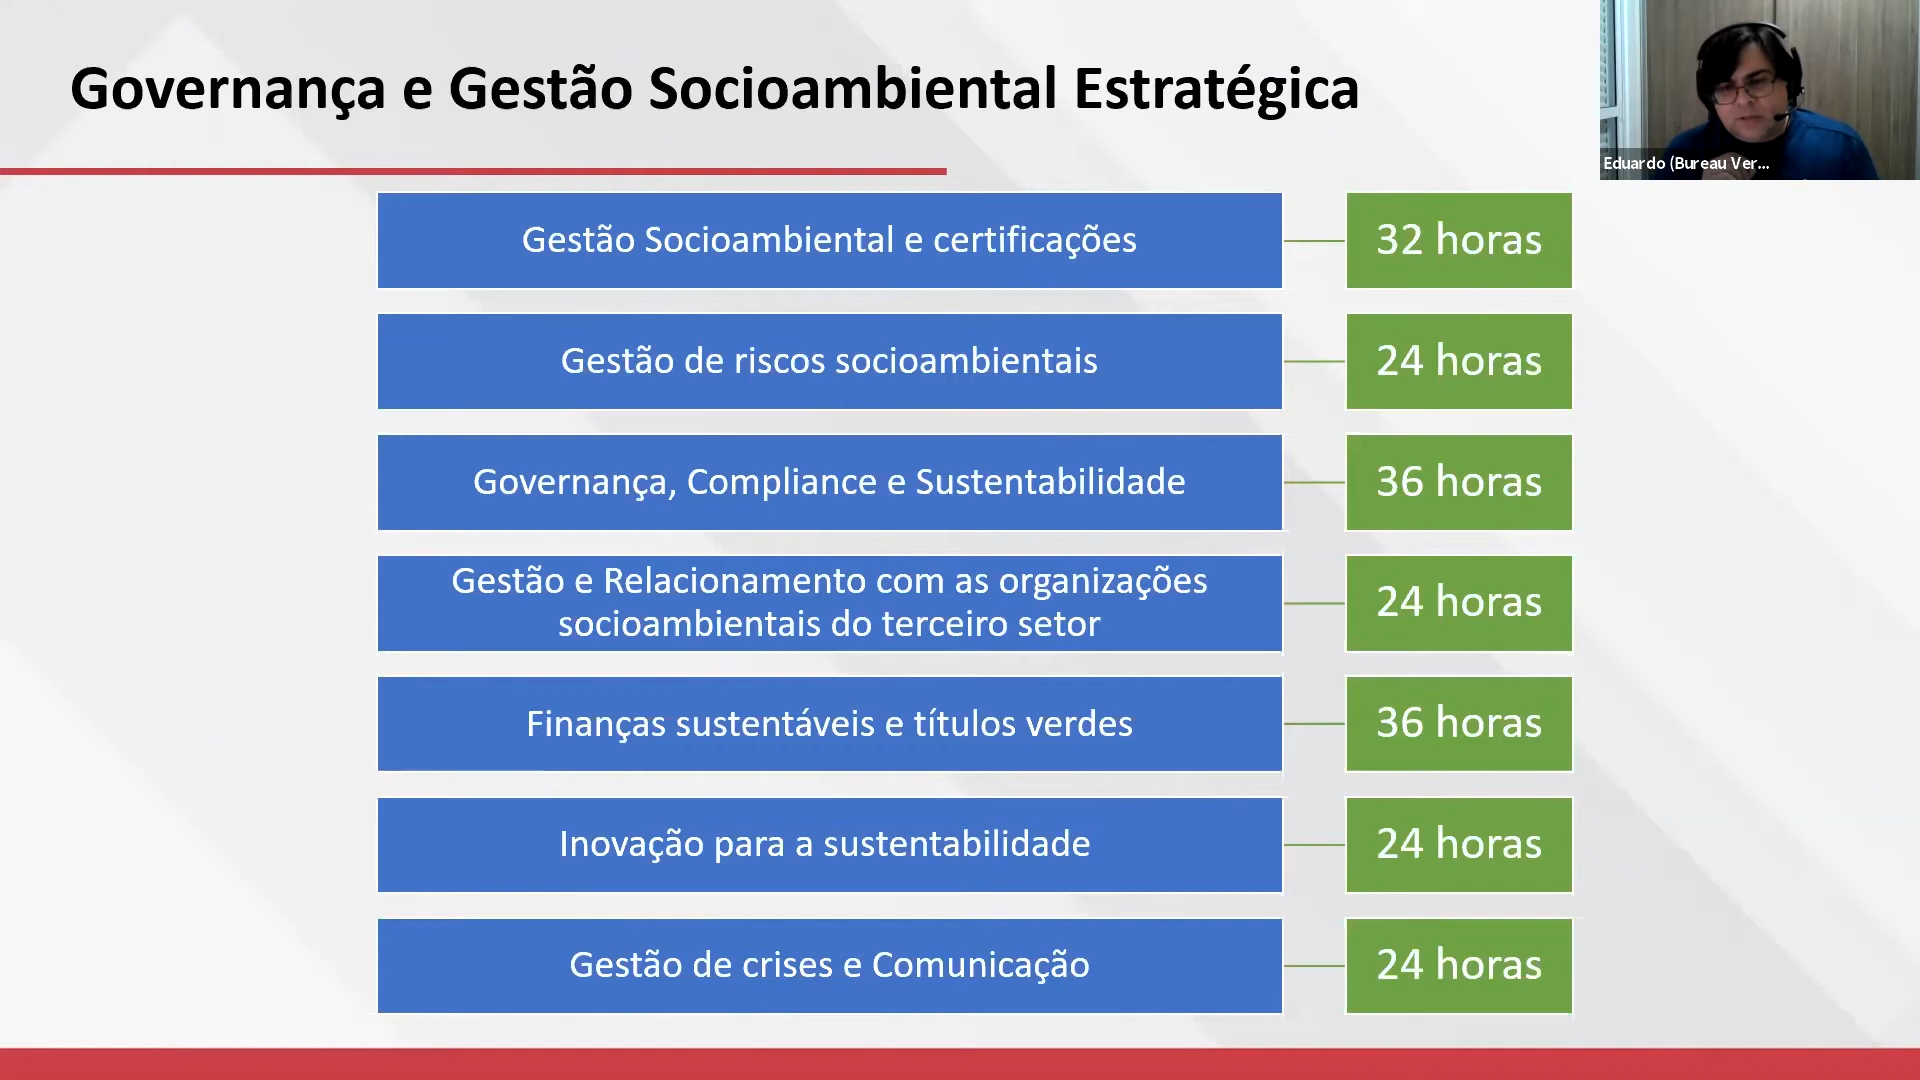 Governança e Gestão Socioambiental Estratégica
Eduardo (Bureau Ver...
Gestão Socioambiental e certificações
32 horas
Gestão de riscos socioambientais
24 horas
Governança, Compliance e Sustentabilidade
36 horas
Gestão e Relacionamento com as organizações
socioambientais do terceiro setor
24 horas
Finanças sustentáveis e títulos verdes
36 horas
Inovação para a sustentabilidade
24 horas
Gestão de crises e Comunicação
24 horas